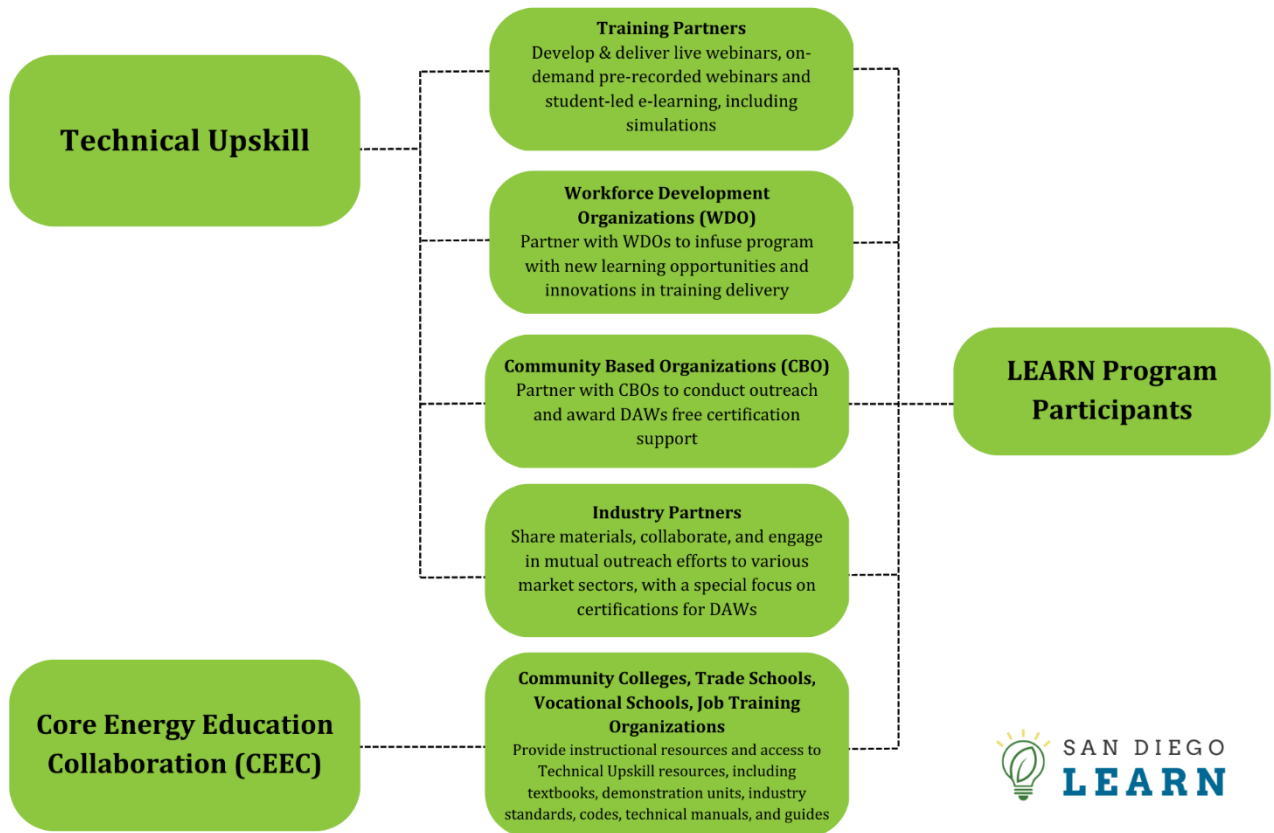 Technical Upskill
Training Partners
Develop & deliver live webinars, on-
demand pre-recorded webinars and
student-led e-learning, including
simulations
Workforce Development
Organizations (WDO)
Partner with WDOs to infuse program
with new learning opportunities and
innovations in training delivery
Community Based Organizations (CBO)
Partner with CBOs to conduct outreach
and award DAWs free certification
support
Industry Partners
Share materials, collaborate, and engage
in mutual outreach efforts to various
market sectors, with a special focus on
certifications for DAWs
Core Energy Education
Collaboration (CEEC)
Community Colleges, Trade Schools,
Vocational Schools, Job Training
Organizations
Provide instructional resources and access to
Technical Upskill resources, including
textbooks, demonstration units, industry
standards, codes, technical manuals, and guides
LEARN Program
Participants
SAN DIEGO
LEARN